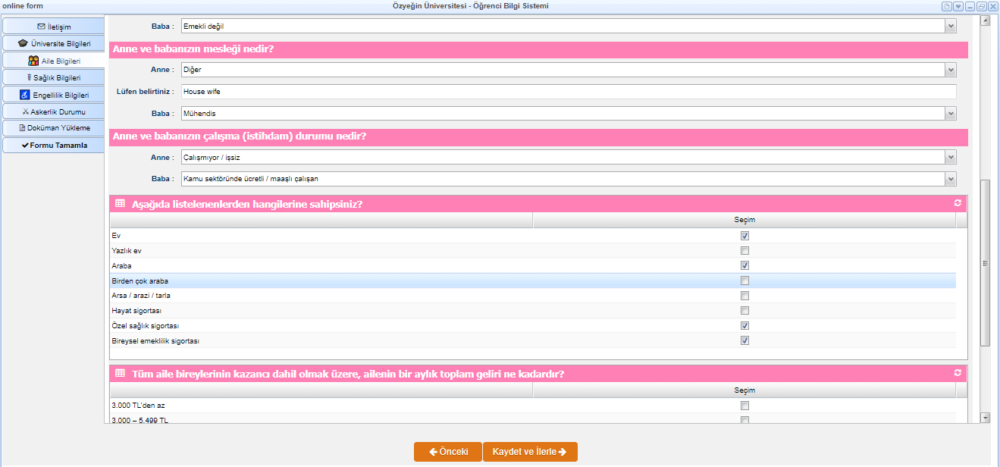 online form
Özyeğin Üniversitesi - Öğrenci Bilgi Sistemi
İletişim
Üniversite Bilgileri
Aile Bilgileri
Sağlık Bilgileri
Engellilik Bilgileri
Askerlik Durumu
Doküman Yükleme
Formu Tamamla
Baba : Emekli değil
Anne ve babanızın mesleği nedir?
Anne : Diğer
Lüfen belirtiniz : House wife
Baba : Mühendis
Anne ve babanızın çalışma (istihdam) durumu nedir?
Anne : Çalışmıyor / işsiz
Baba : Kamu sektöründe ücretli / maaşlı çalışan
Aşağıda listelenenlerden hangilerine sahipsiniz?
Seçim
Ev
Yazlık ev
Araba
Birden çok araba
Arsa / arazi / tarla
Hayat sigortası
Özel sağlık sigortası
Bireysel emeklilik sigortası
Tüm aile bireylerinin kazancı dahil olmak üzere, ailenin bir aylık toplam geliri ne kadardır?
Seçim
3.000 TL'den az
3.000 – 5.499 TL
Önceki
Kaydet ve İlerle